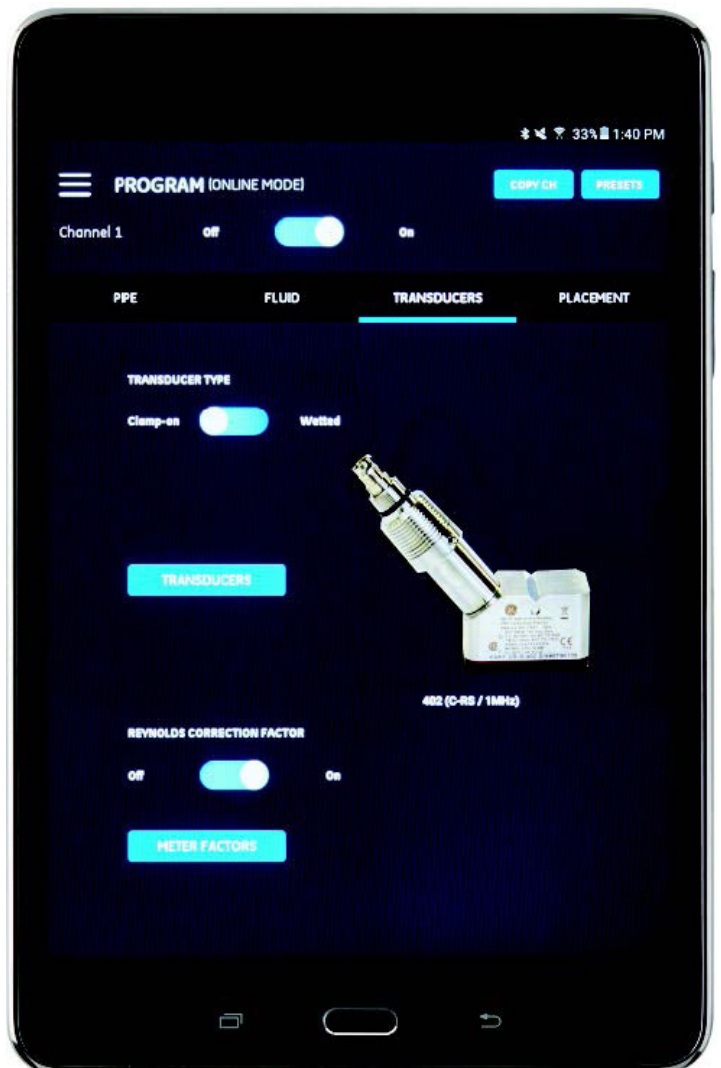 33% 1:40 PM
PROGRAM (ONLINE MODE)
COPY CH
PRESETS
Channel 1 Off On
PIPE FLUID TRANSDUCERS PLACEMENT
TRANSDUCER TYPE
Clamp-on Wetted
TRANSDUCERS
CE
402 (C-RS / 1MHz)
REYNOLDS CORRECTION FACTOR
Off On
METER FACTORS